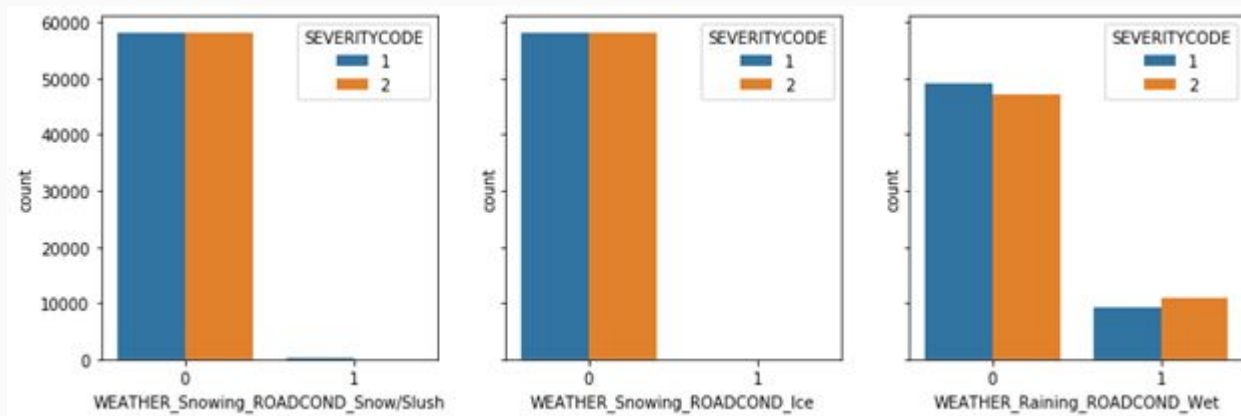 60000
50000
40000
30000
20000
10000
0
count
SEVERITYCODE
1
2
0 1
WEATHER_Snowing_ROADCOND_Snow/Slush
count
SEVERITYCODE
1
2
0 1
WEATHER_Snowing_ROADCOND_Ice
count
SEVERITYCODE
1
2
0 1
WEATHER_Raining_ROADCOND_Wet